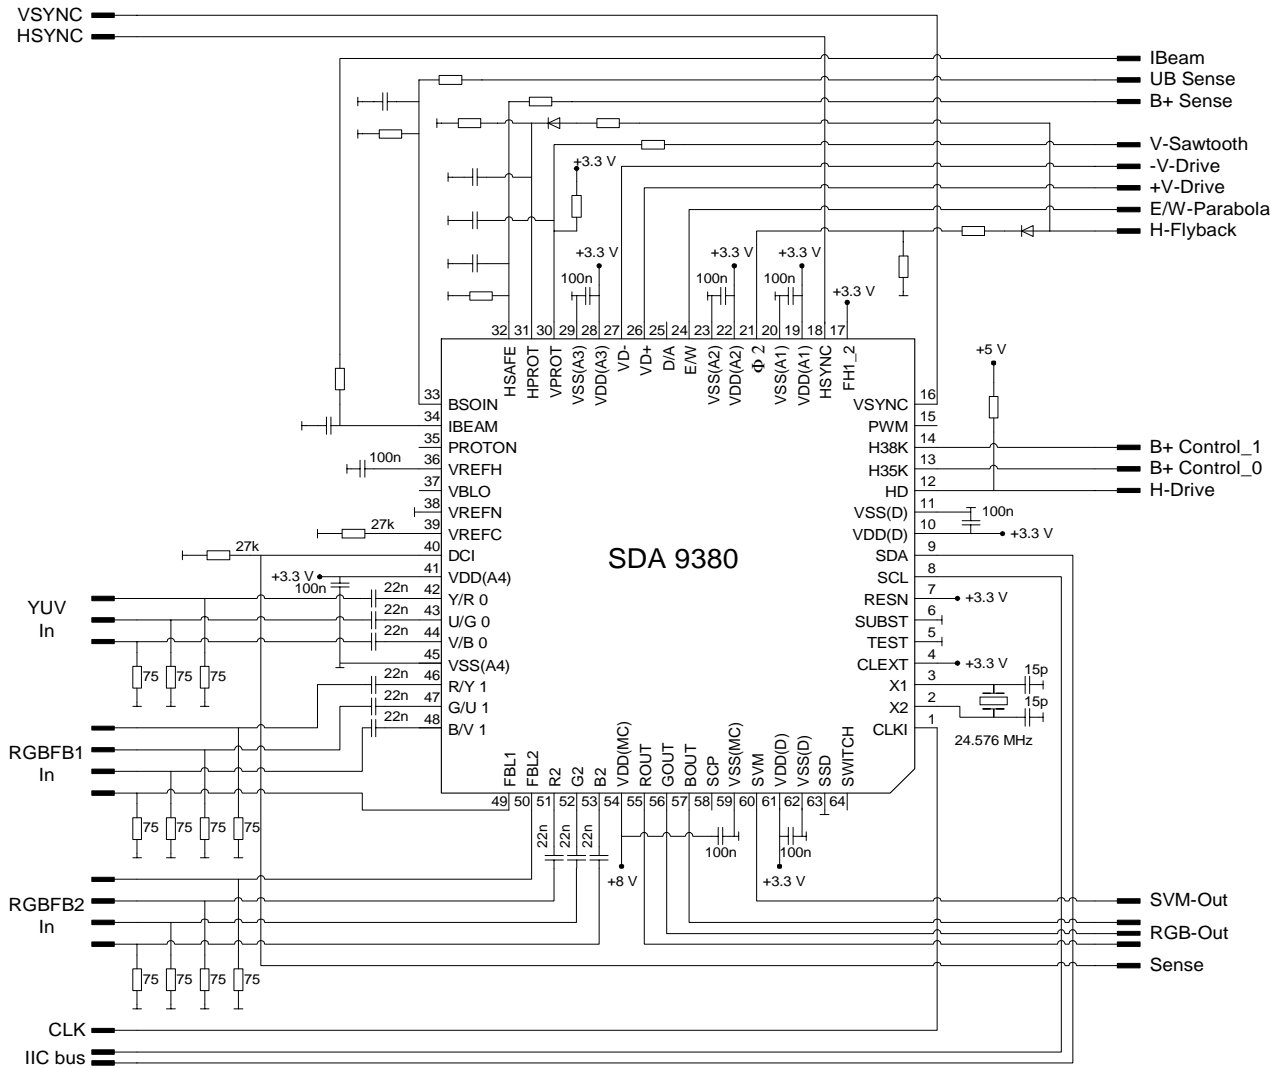 VSYNC
HSYNC
IBeam
UB Sense
B+ Sense
V-Sawtooth
-V-Drive
+V-Drive
E/W-Parabola
H-Flyback
+3.3 V
+3.3 V
+3.3 V
+3.3 V
100n
100n
100n
+3.3 V
32 31 30 29 28 27 26 25 24 23 22 21 20 19 18 17
HSAFE
HPROT
VPROT
VSS(A3)
VDD(A3)
VD-
VD+
D/A
E/W
VSS(A2)
VDD(A2)
Φ 2
VSS(A1)
VDD(A1)
HSYNC
FH1_2
+5 V
33 BSOIN
34 IBEAM
35 PROTON
36 VREFH
37 VBLO
38 VREFN
39 VREFC
40 DCI
41 VDD(A4)
42 Y/R 0
43 U/G 0
44 V/B 0
45 VSS(A4)
46 R/Y 1
47 G/U 1
48 B/V 1
100n
27k
27k
+3.3 V
100n
22n
22n
22n
22n
22n
22n
SDA 9380
VSYNC 16
PWM 15
H38K 14
H35K 13
HD 12
VSS(D) 11
VDD(D) 10
SDA 9
SCL 8
RESN 7
SUBST 6
TEST 5
CLEXT 4
X1 3
X2 2
CLKI 1
B+ Control_1
B+ Control_0
H-Drive
100n
+3.3 V
+3.3 V
+3.3 V
15p
15p
24.576 MHz
YUV
In
75 75 75
RGBFB1
In
75 75 75 75
FBL1
FBL2
R2
G2
B2
VDD(MC)
ROUT
GOUT
BOUT
SCP
VSS(MC)
SVM
VDD(D)
VSS(D)
SSD
SWITCH
49 50 51 52 53 54 55 56 57 58 59 60 61 62 63 64
22n
22n
22n
100n
100n
+8 V
+3.3 V
RGBFB2
In
75 75 75 75
SVM-Out
RGB-Out
Sense
CLK
IIC bus